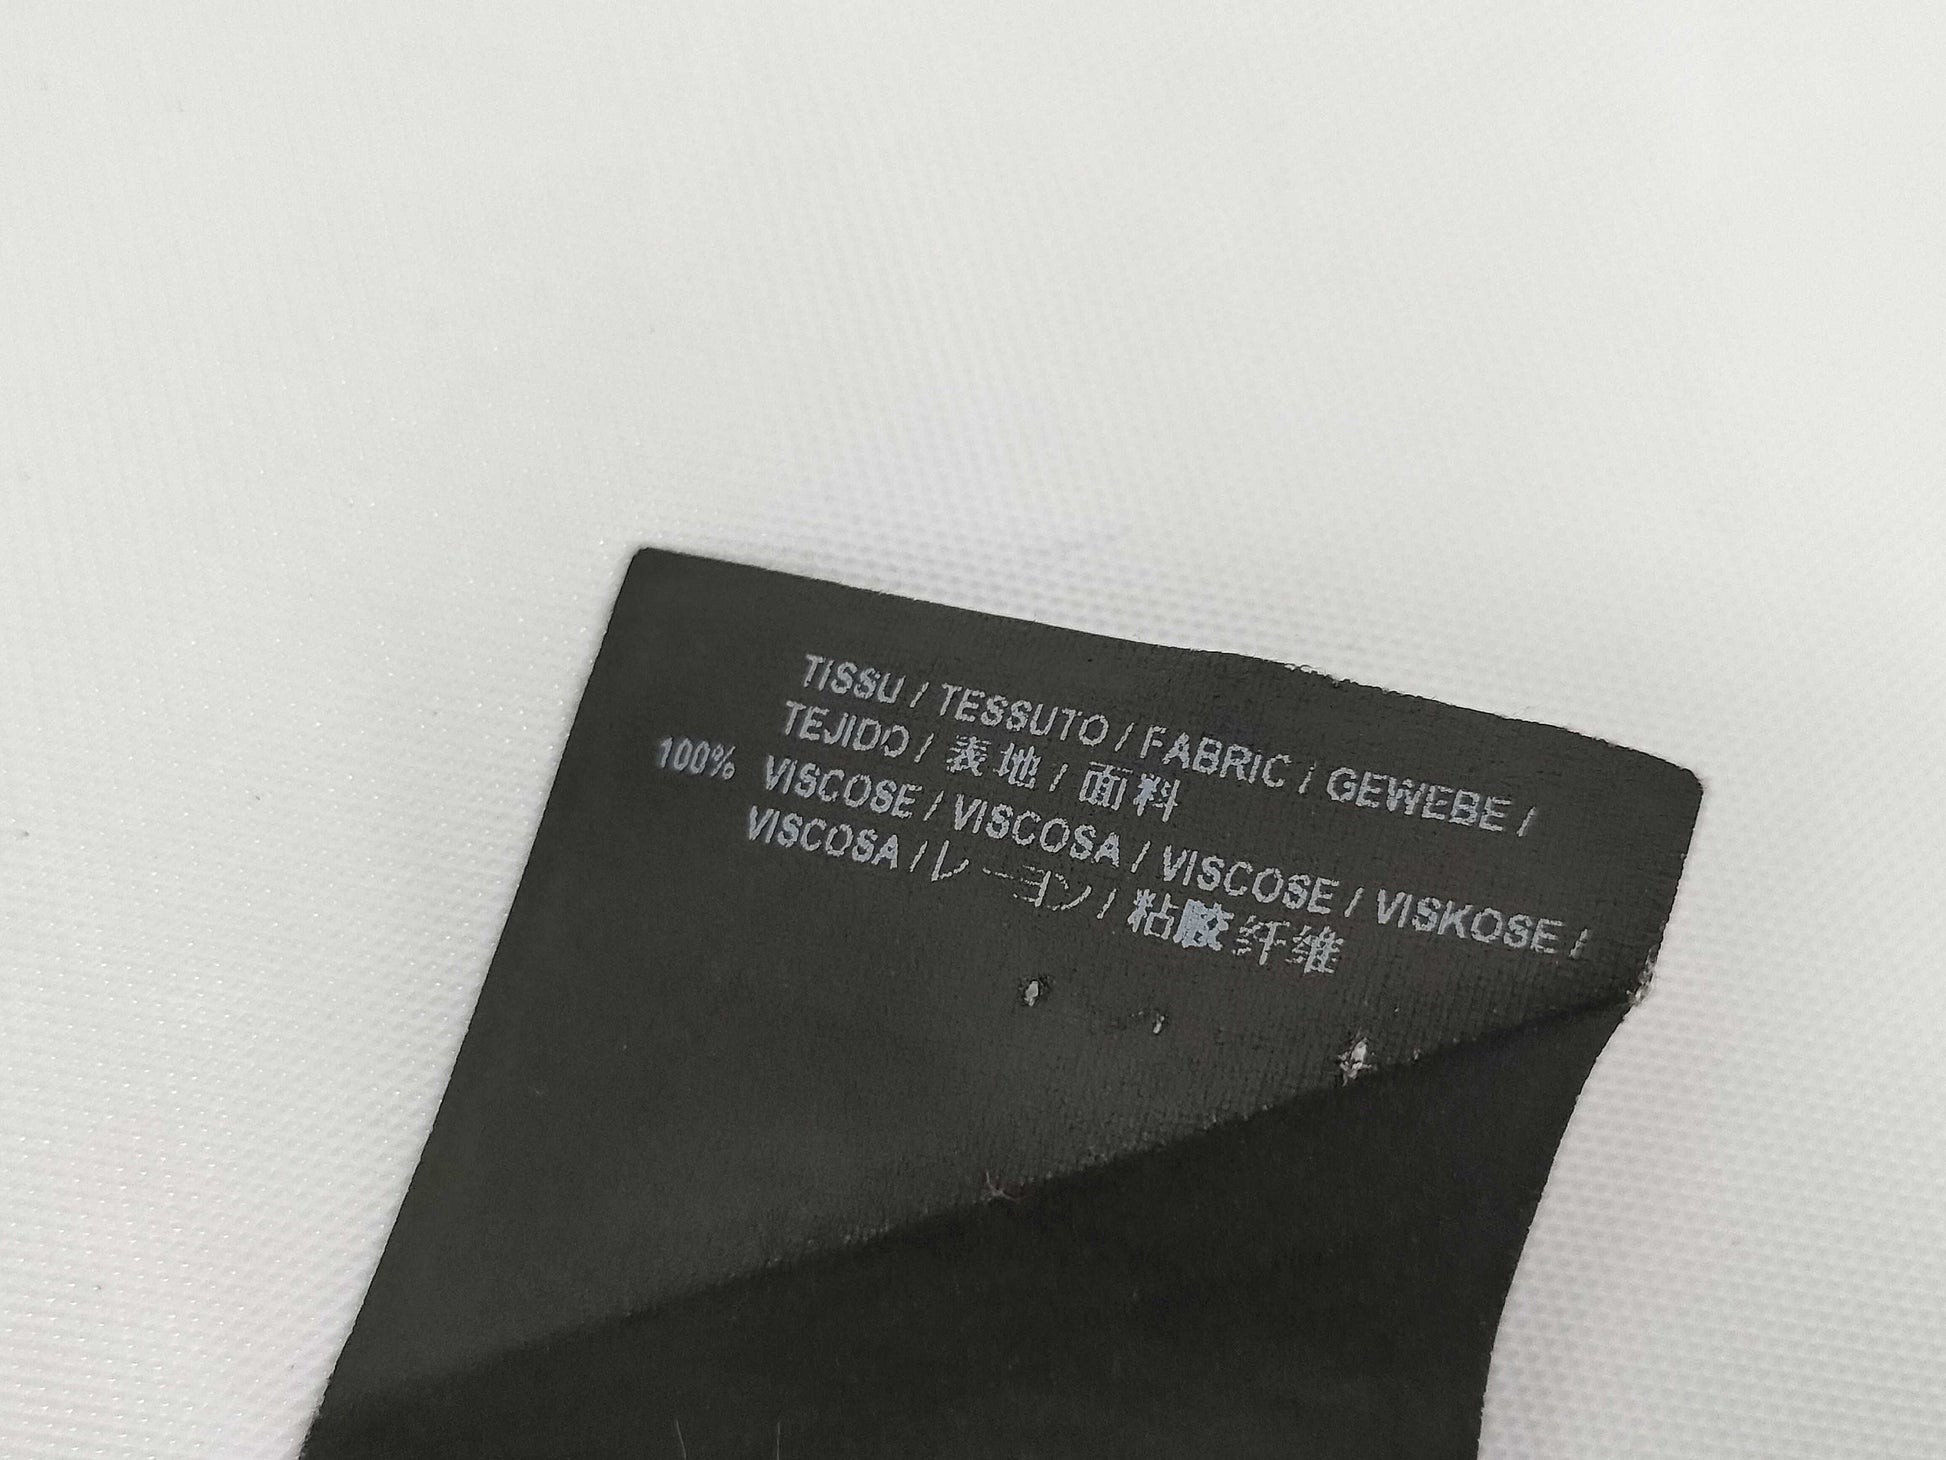 TISSU / TESSUTO / FABRIC / GEWEBE /
TEJIDO / 表地 / 面料
100% VISCOSE / VISCOSA / VISCOSE / VISKOSE /
VISCOSA / レーヨン / 粘胶纤维